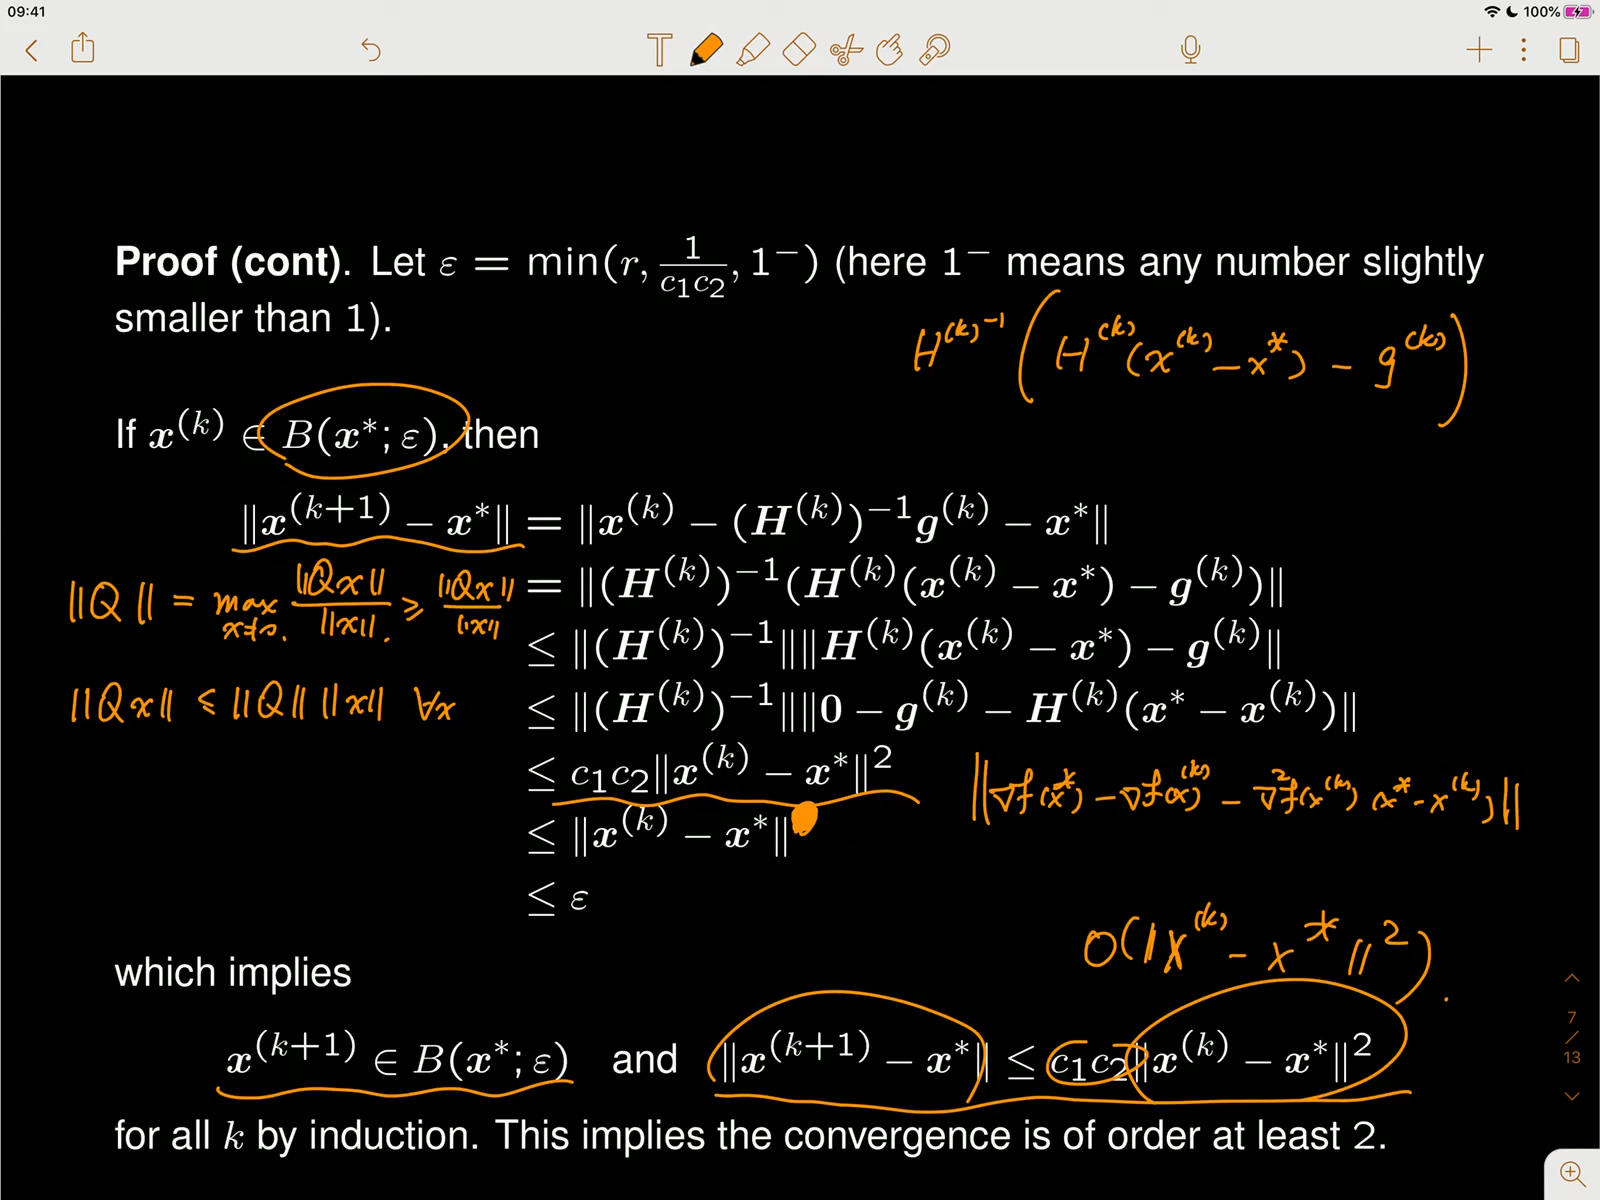 09:41
100%
Proof (cont). Let ε = min(r, 1/(c₁c₂), 1⁻) (here 1⁻ means any number slightly
smaller than 1).
H^(k)⁻¹ ( H^(k) (x^(k) − x*) − g^(k) )
If x^(k) ∈ B(x*; ε), then
‖x^(k+1) − x*‖ = ‖x^(k) − (H^(k))⁻¹g^(k) − x*‖
= ‖(H^(k))⁻¹(H^(k)(x^(k) − x*) − g^(k))‖
‖Q‖ = max x≠0. ‖Qx‖/‖x‖. ⩾ ‖Qx‖/‖x‖
≤ ‖(H^(k))⁻¹‖‖H^(k)(x^(k) − x*) − g^(k)‖
‖Qx‖ ⩽ ‖Q‖ ‖x‖ ∀x
≤ ‖(H^(k))⁻¹‖‖0 − g^(k) − H^(k)(x* − x^(k))‖
≤ c₁c₂‖x^(k) − x*‖²
‖∇f(x*) − ∇f(x^(k)) − ∇²f(x^(k)) (x* − x^(k))‖
≤ ‖x^(k) − x*‖
≤ ε
O(‖x^(k) − x*‖²).
which implies
x^(k+1) ∈ B(x*; ε) and ‖x^(k+1) − x*‖ ≤ c₁c₂‖x^(k) − x*‖²
for all k by induction. This implies the convergence is of order at least 2.
7
/
13